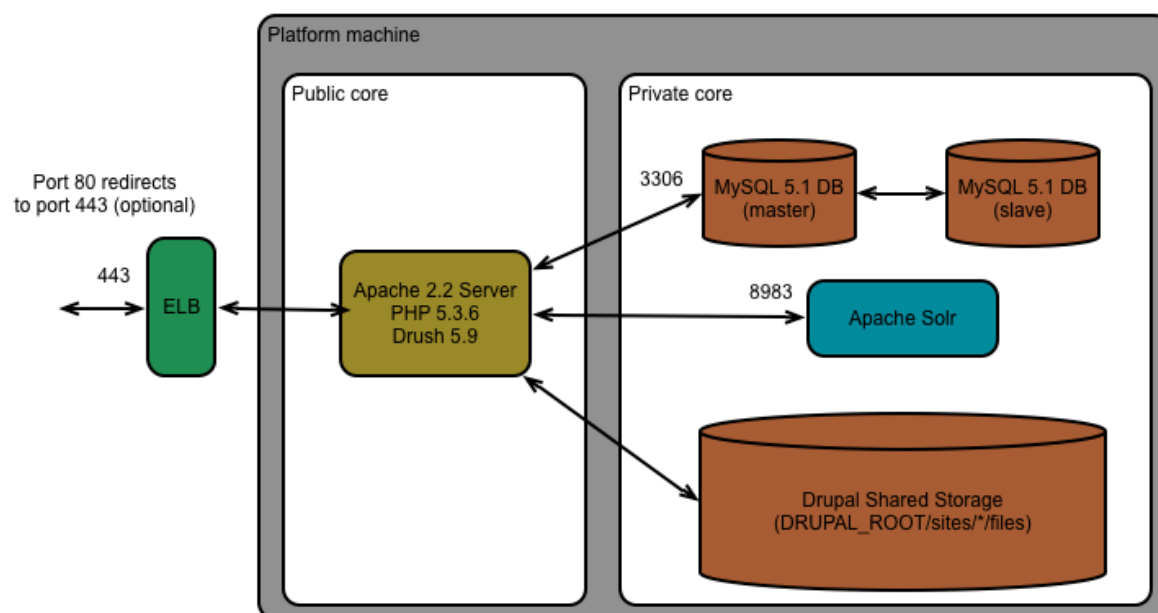 Platform machine
Public core
Private core
Port 80 redirects
to port 443 (optional)
443
ELB
Apache 2.2 Server
PHP 5.3.6
Drush 5.9
3306
MySQL 5.1 DB
(master)
MySQL 5.1 DB
(slave)
8983
Apache Solr
Drupal Shared Storage
(DRUPAL_ROOT/sites/*/files)